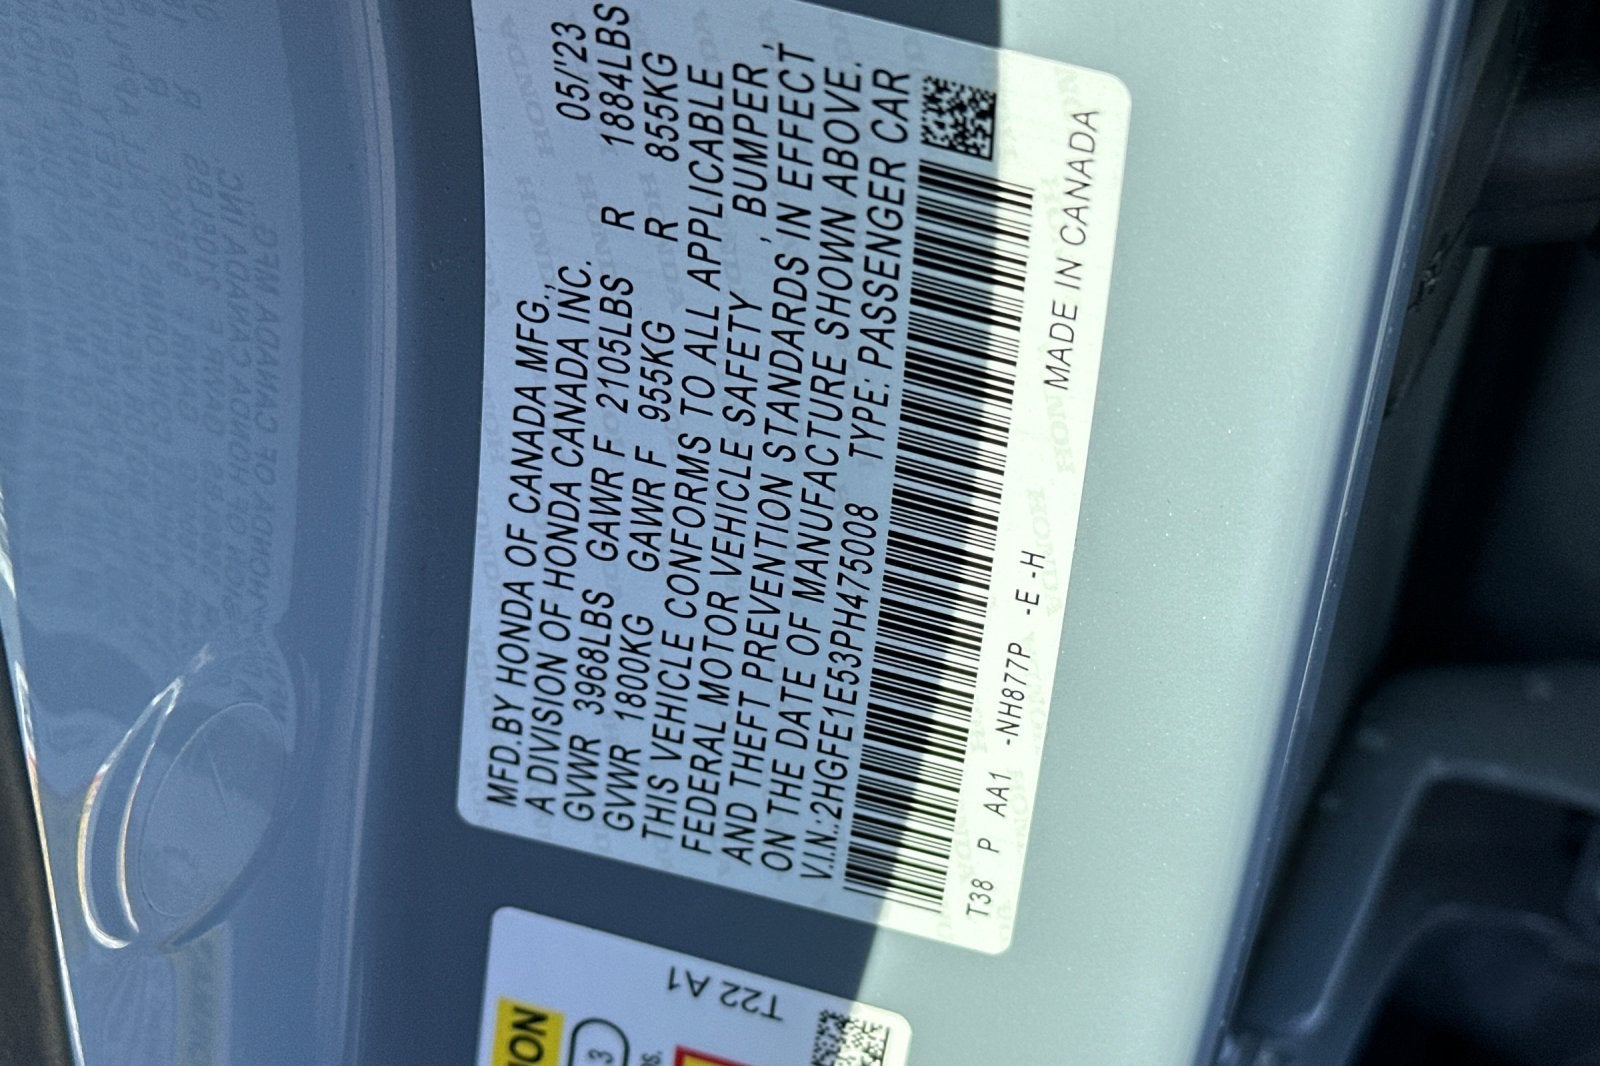 MFD.BY HONDA OF CANADA MFG., 05/'23
A DIVISION OF HONDA CANADA INC.
GVWR 3968LBS GAWR F 2105LBS R 1884LBS
GVWR 1800KG GAWR F 955KG R 855KG
THIS VEHICLE CONFORMS TO ALL APPLICABLE
FEDERAL MOTOR VEHICLE SAFETY , BUMPER,
AND THEFT PREVENTION STANDARDS IN EFFECT
ON THE DATE OF MANUFACTURE SHOWN ABOVE.
V.I.N.:2HGFE1E53PH475008 TYPE: PASSENGER CAR
T38 P AA1 -NH877P -E -H
MADE IN CANADA
T22 A1